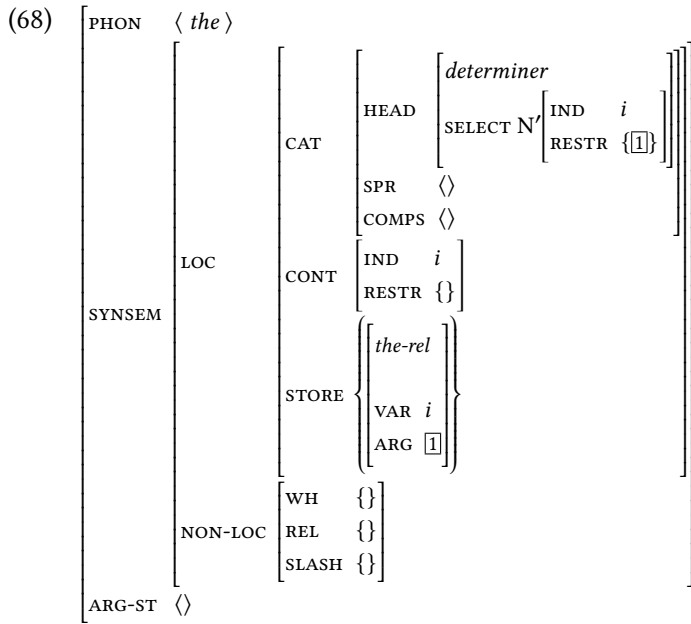 (68)
PHON ⟨ the ⟩
determiner
HEAD
SELECT N′ IND i
RESTR {1}
CAT
SPR ⟨⟩
COMPS ⟨⟩
LOC
CONT IND i
RESTR {}
SYNSEM
the-rel
STORE
VAR i
ARG 1
WH {}
NON-LOC REL {}
SLASH {}
ARG-ST ⟨⟩